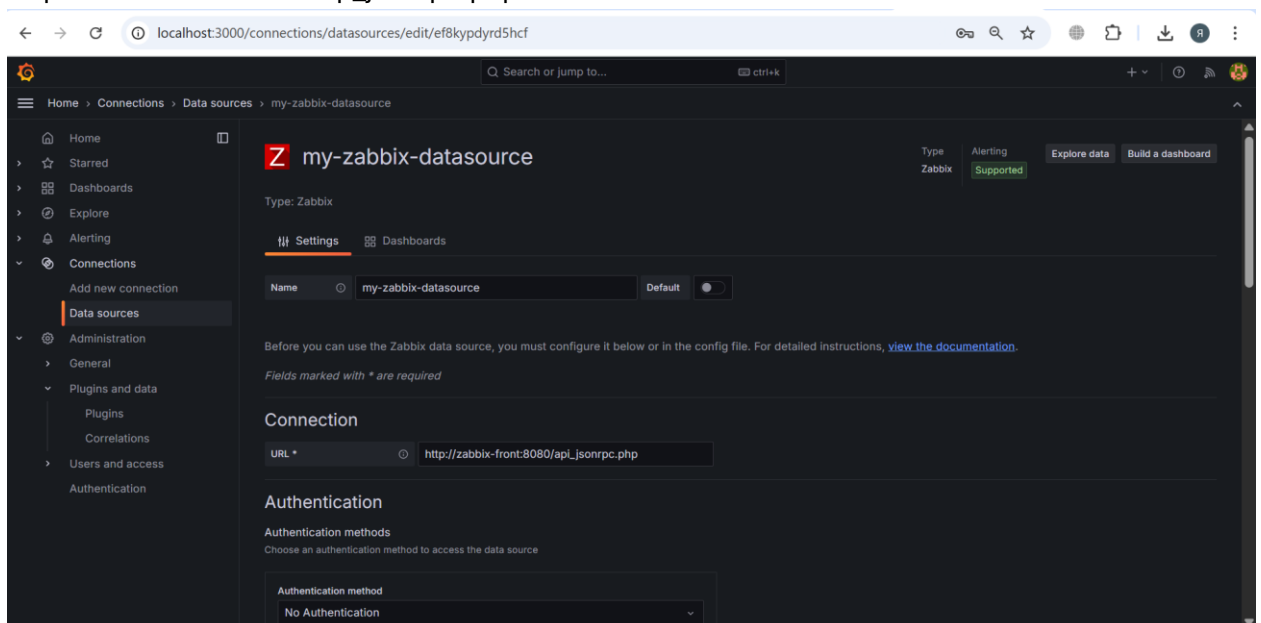 localhost:3000/connections/datasources/edit/ef8kypdyrd5hcf
Я
Search or jump to...
ctrl+k
Home › Connections › Data sources › my-zabbix-datasource
Home
Starred
Dashboards
Explore
Alerting
Connections
Add new connection
Data sources
Administration
General
Plugins and data
Plugins
Correlations
Users and access
Authentication
Z my-zabbix-datasource
Type
Zabbix
Alerting
Supported
Explore data
Build a dashboard
Type: Zabbix
Settings
Dashboards
Name
my-zabbix-datasource
Default
Before you can use the Zabbix data source, you must configure it below or in the config file. For detailed instructions, view the documentation.
Fields marked with * are required
Connection
URL *
http://zabbix-front:8080/api_jsonrpc.php
Authentication
Authentication methods
Choose an authentication method to access the data source
Authentication method
No Authentication